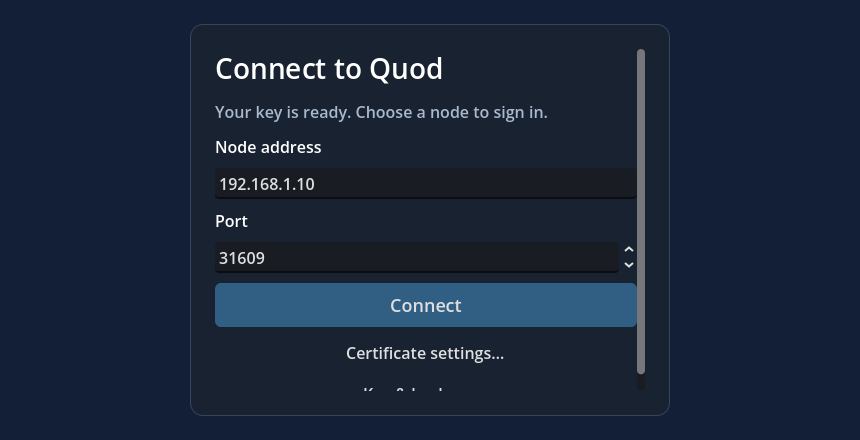 Connect to Quod
Your key is ready. Choose a node to sign in.
Node address
192.168.1.10
Port
31609
Connect
Certificate settings...